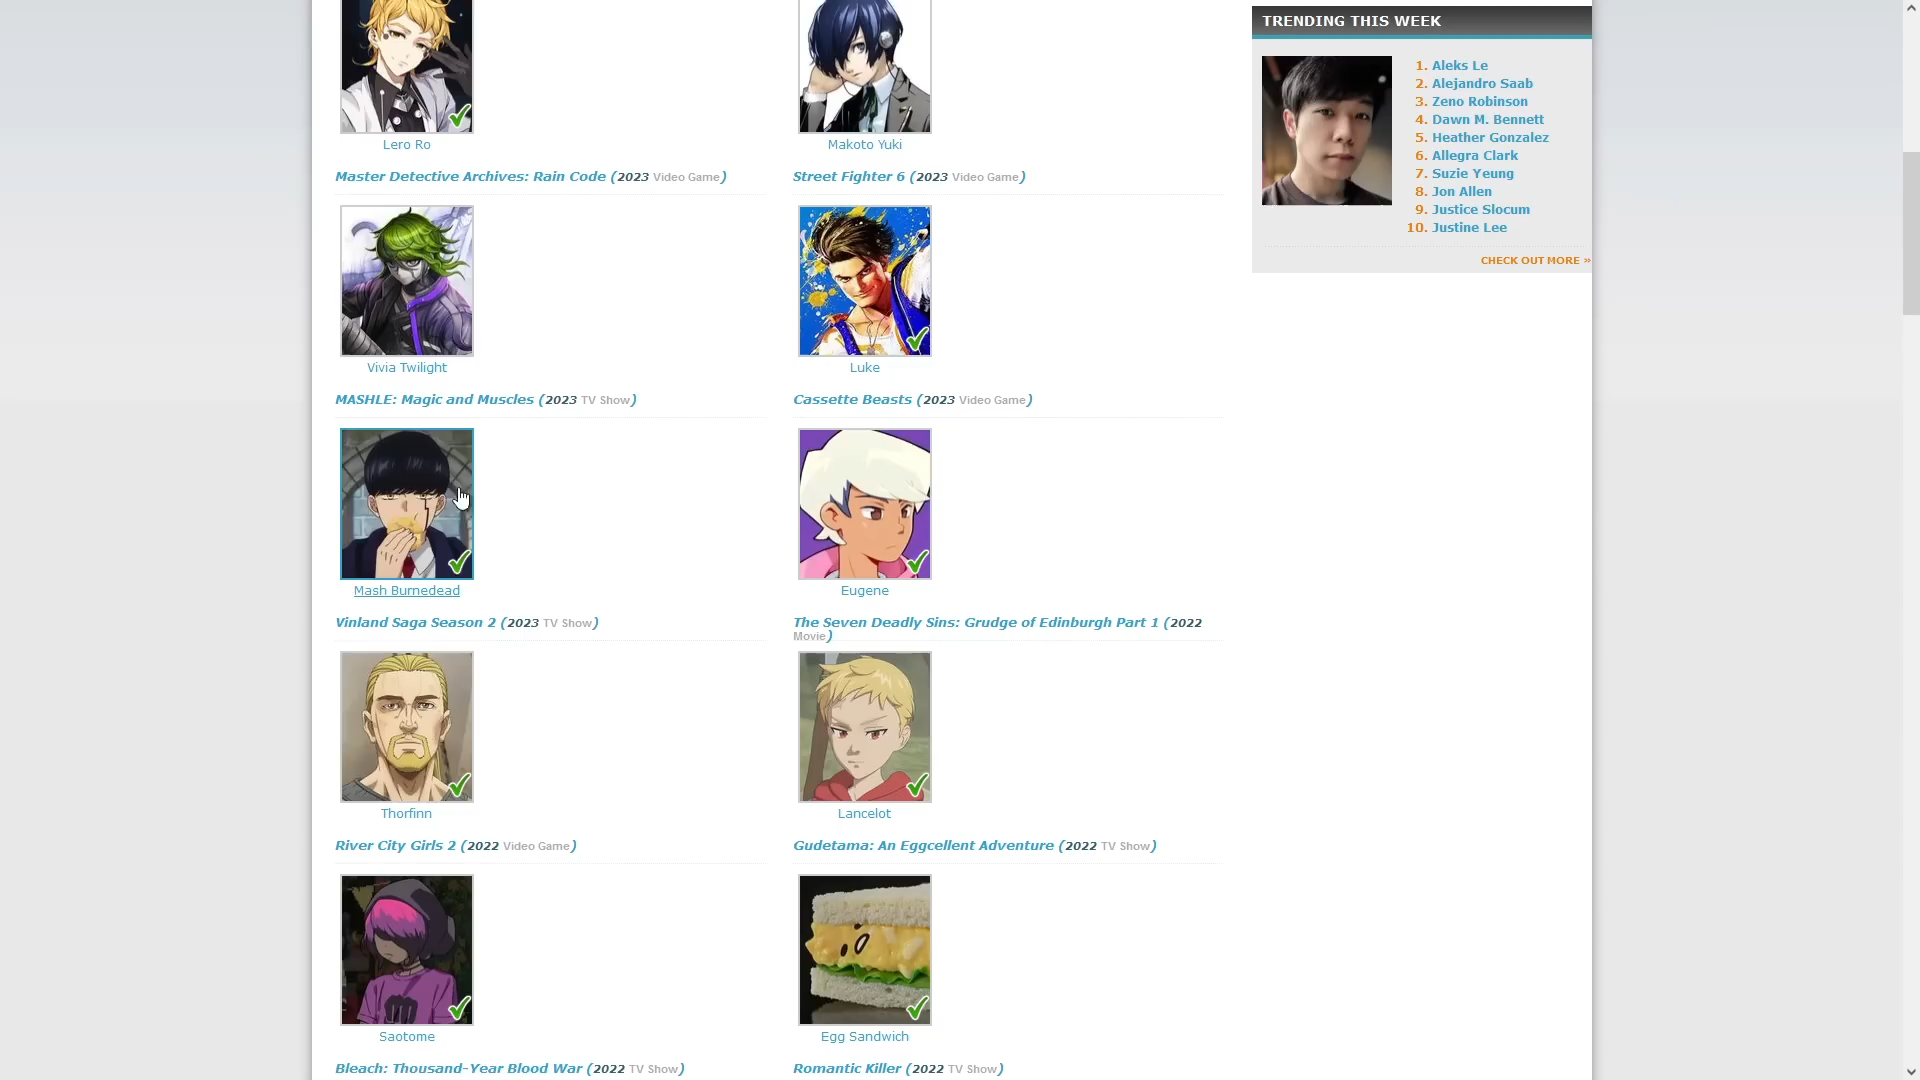 Lero Ro
Makoto Yuki
Master Detective Archives: Rain Code (2023 Video Game)
Street Fighter 6 (2023 Video Game)
Vivia Twilight
Luke
MASHLE: Magic and Muscles (2023 TV Show)
Cassette Beasts (2023 Video Game)
Mash Burnedead
Eugene
Vinland Saga Season 2 (2023 TV Show)
The Seven Deadly Sins: Grudge of Edinburgh Part 1 (2022
Movie)
Thorfinn
Lancelot
River City Girls 2 (2022 Video Game)
Gudetama: An Eggcellent Adventure (2022 TV Show)
Saotome
Egg Sandwich
Bleach: Thousand-Year Blood War (2022 TV Show)
Romantic Killer (2022 TV Show)
TRENDING THIS WEEK
1. Aleks Le
2. Alejandro Saab
3. Zeno Robinson
4. Dawn M. Bennett
5. Heather Gonzalez
6. Allegra Clark
7. Suzie Yeung
8. Jon Allen
9. Justice Slocum
10. Justine Lee
CHECK OUT MORE »